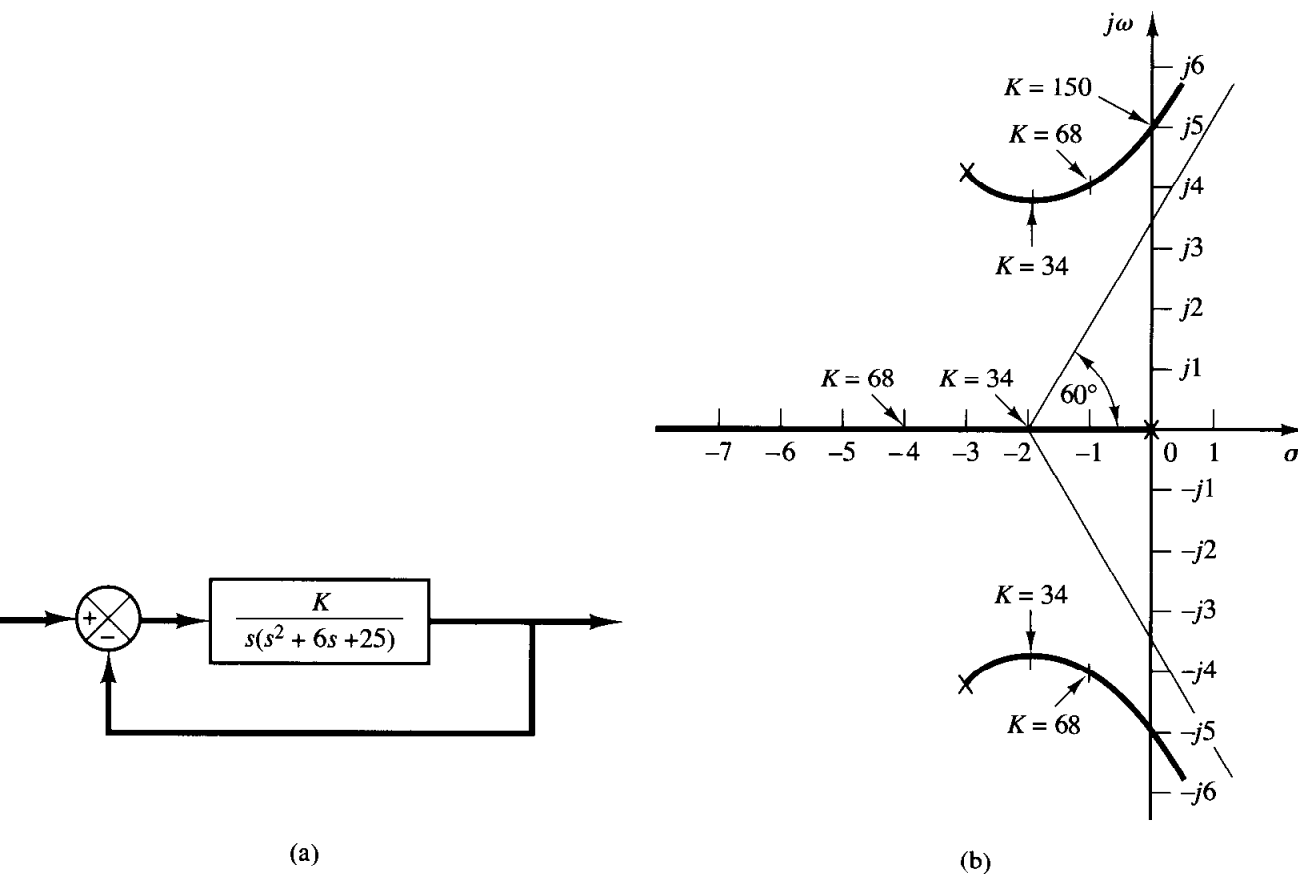 K
s(s² + 6s +25)
+
−
(a)
jω
j6
K = 150
j5
K = 68
j4
j3
K = 34
j2
j1
K = 68
K = 34
60°
−7
−6
−5
−4
−3
−2
−1
0
1
σ
−j1
−j2
K = 34
−j3
−j4
K = 68
−j5
−j6
(b)